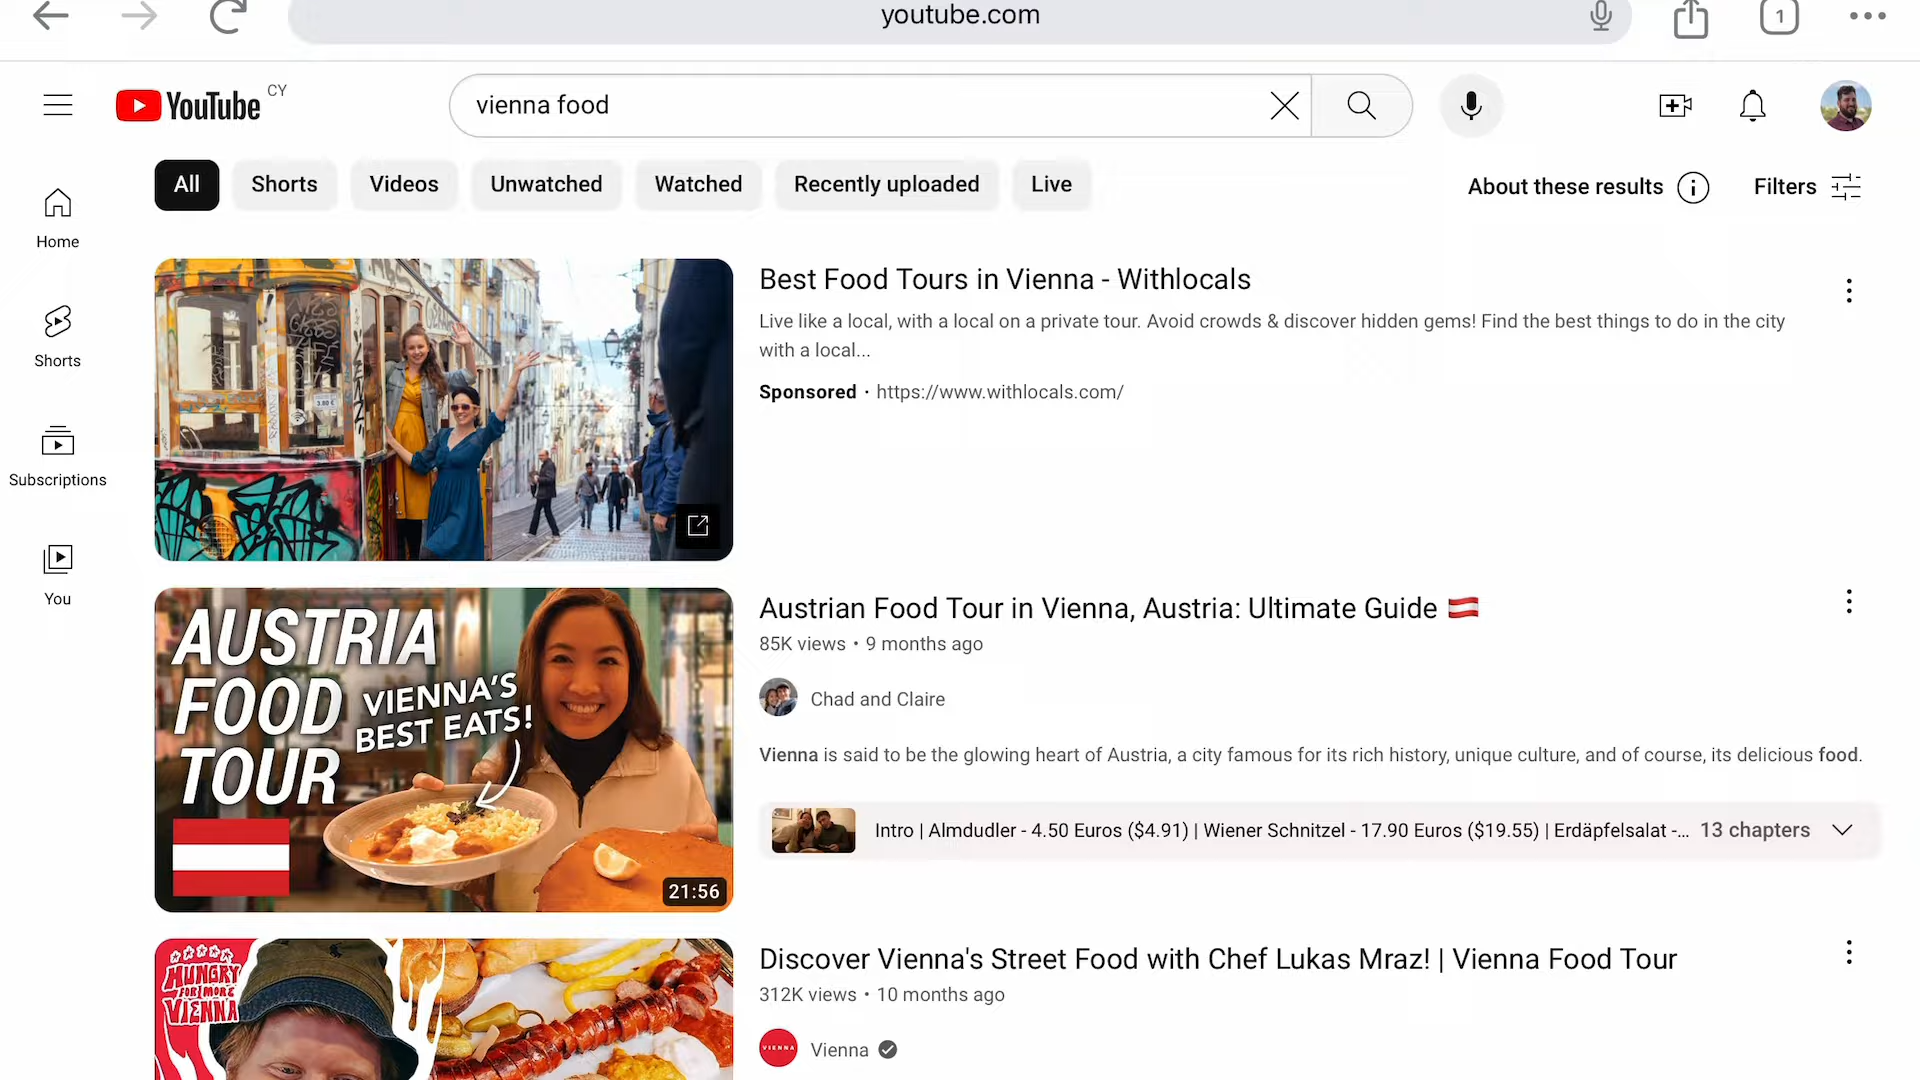 youtube.com
1
YouTube CY
vienna food
All
Shorts
Videos
Unwatched
Watched
Recently uploaded
Live
About these results
Filters
Home
Shorts
Subscriptions
You
Best Food Tours in Vienna - Withlocals
Live like a local, with a local on a private tour. Avoid crowds & discover hidden gems! Find the best things to do in the city
with a local...
Sponsored · https://www.withlocals.com/
3.80 €
AUSTRIA
FOOD
TOUR
VIENNA'S
BEST EATS!
21:56
Austrian Food Tour in Vienna, Austria: Ultimate Guide 🇦🇹
85K views • 9 months ago
Chad and Claire
Vienna is said to be the glowing heart of Austria, a city famous for its rich history, unique culture, and of course, its delicious food.
Intro | Almdudler - 4.50 Euros ($4.91) | Wiener Schnitzel - 17.90 Euros ($19.55) | Erdäpfelsalat -... 13 chapters
HUNGRY
FOR MORE
VIENNA
Discover Vienna's Street Food with Chef Lukas Mraz! | Vienna Food Tour
312K views • 10 months ago
VIENNA
Vienna